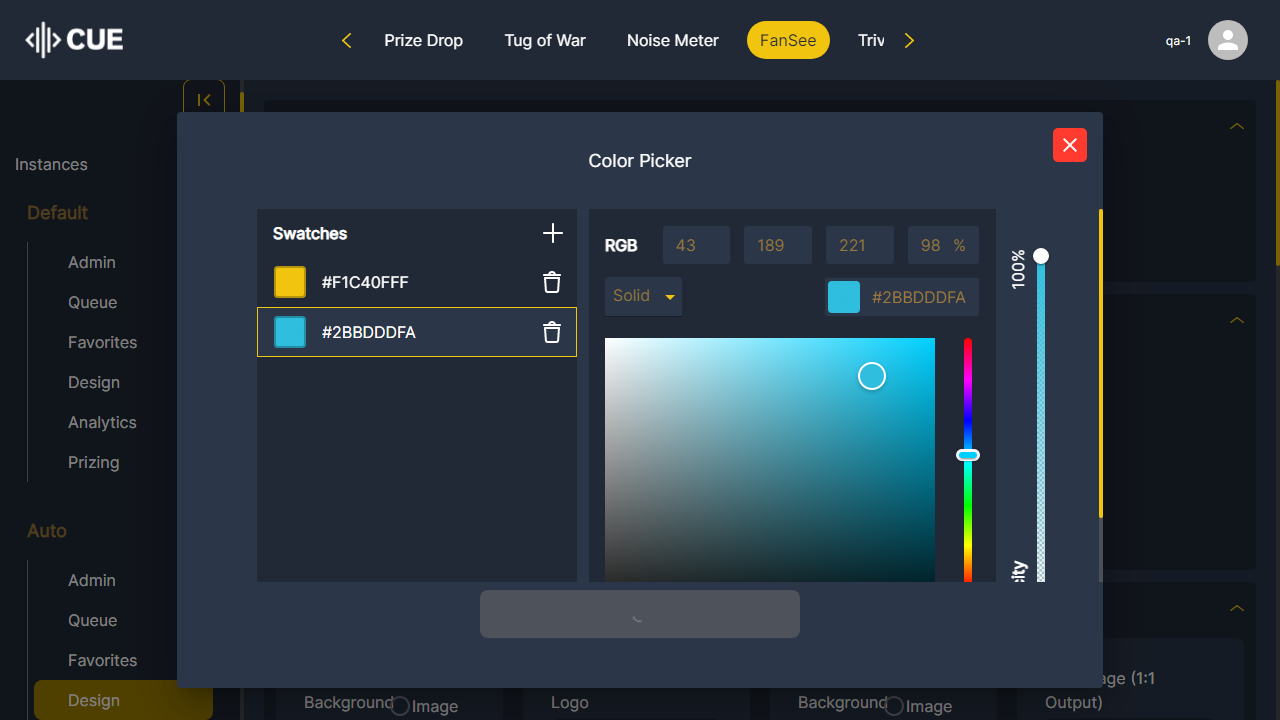 CUE
Prize Drop
Tug of War
Noise Meter
FanSee
Triv
qa-1
Instances
Default
Admin
Queue
Favorites
Design
Analytics
Prizing
Auto
Admin
Queue
Favorites
Design
Color Picker
Swatches
#F1C40FFF
#2BBDDDFA
RGB 43 189 221 98 %
Solid #2BBDDDFA
100%
sity
Background Image
Logo
Background Image
age (1:1
Output)